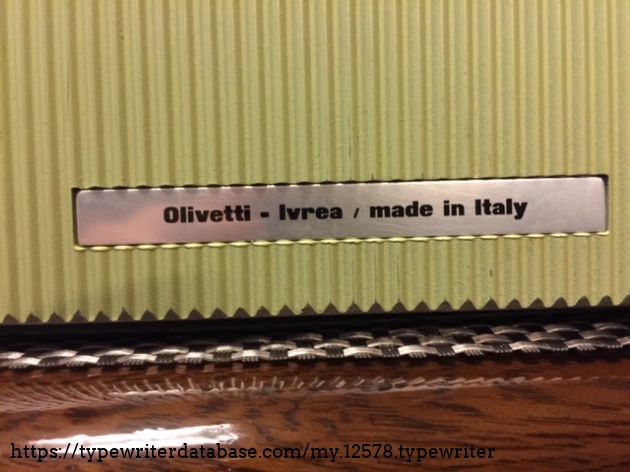 Olivetti - Ivrea / made in Italy
https://typewriterdatabase.com/my.12578.typewriter